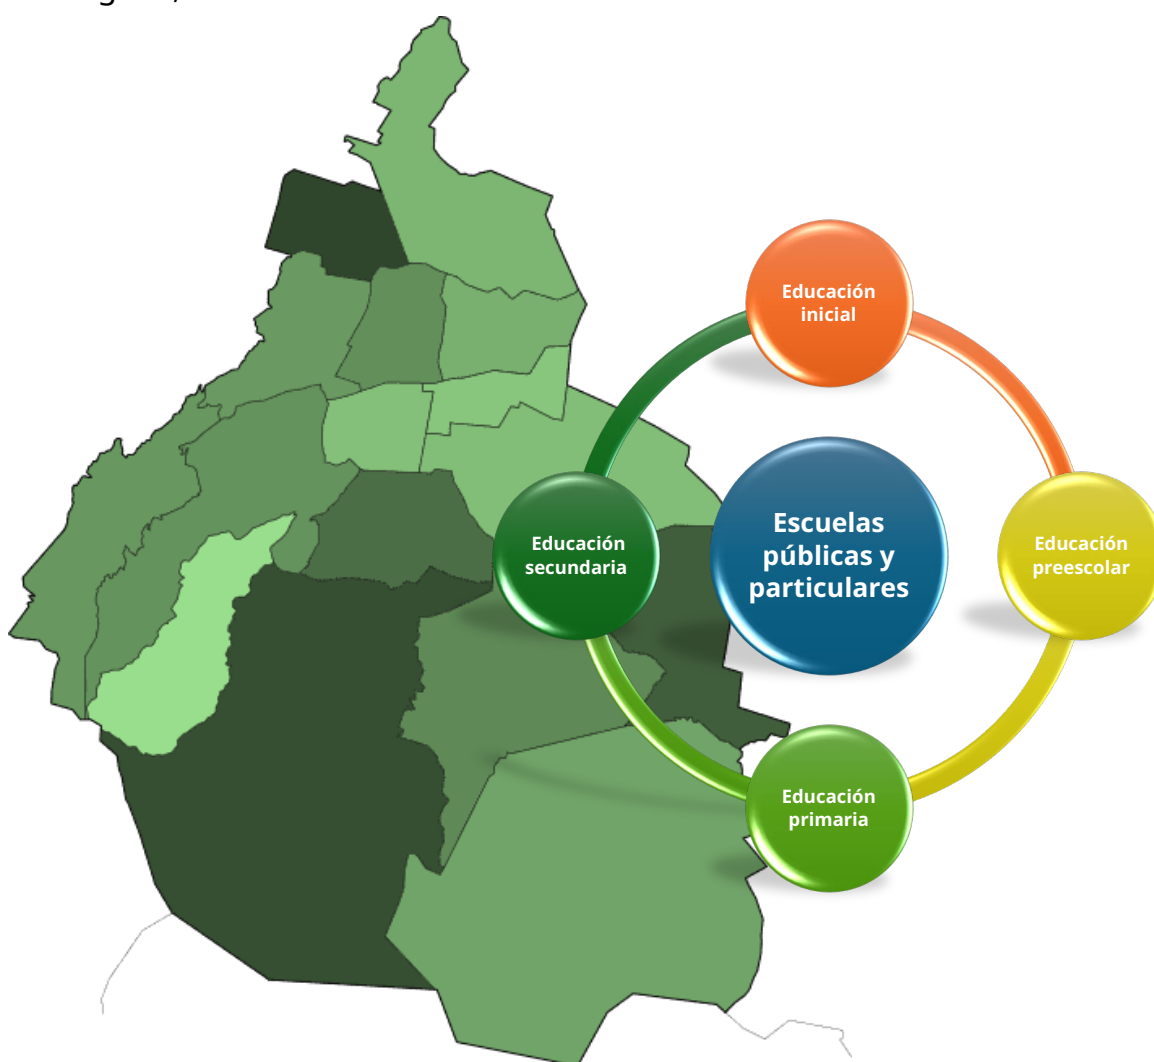 Educación
inicial
Escuelas
públicas y
particulares
Educación
secundaria
Educación
preescolar
Educación
primaria